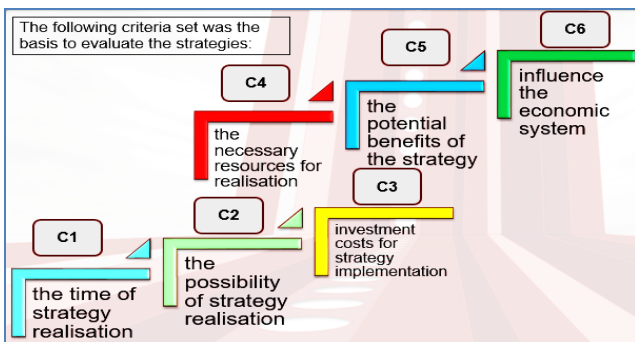 The following criteria set was the
basis to evaluate the strategies:
C1
the time of
strategy
realisation
C2
the
possibility
of strategy
realisation
C3
investment
costs for
strategy
implementation
C4
the
necessary
resources for
realisation
C5
the
potential
benefits of
the strategy
C6
influence
the
economic
system